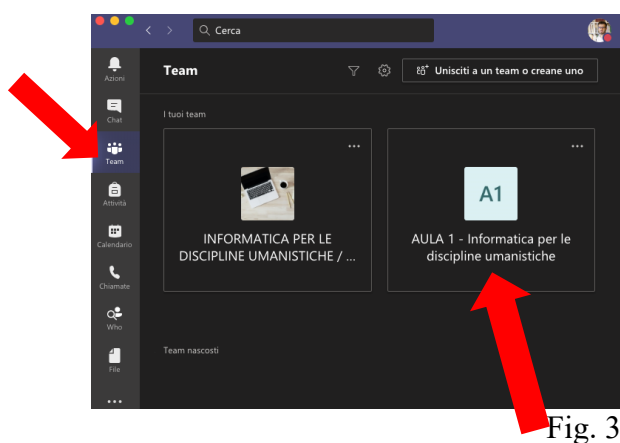 Cerca
Azioni
Team
Unisciti a un team o creane uno
Chat
I tuoi team
Team
Attività
Calendario
Chiamate
Who
File
INFORMATICA PER LE
DISCIPLINE UMANISTICHE / ...
A1
AULA 1 - Informatica per le
discipline umanistiche
Team nascosti
Fig. 3